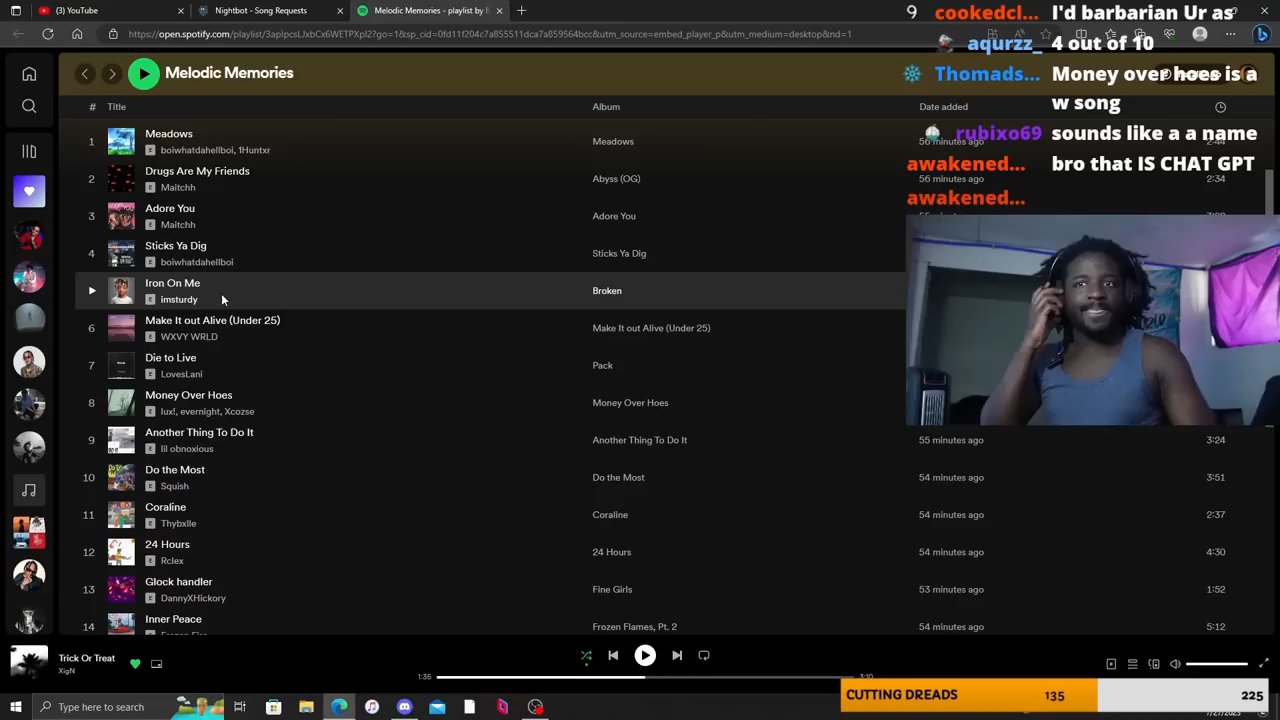 (3) YouTube
Nightbot - Song Requests
Melodic Memories - playlist by
https://open.spotify.com/playlist/3apIpcsLJxbCx6WETPXpl2?go=1&sp_cid=0fd11f204c7a855511dca7a859564bcc&utm_source=embed_player_p&utm_medium=desktop&nd=1
9 cookedcl... I'd barbarian Ur as
aqurzz_ 4 out of 10
Thomads... Money over hoes is a
w song
rubixo69 sounds like a a name
awakened... bro that IS CHAT GPT
awakened...
Melodic Memories
# Title Album Date added
1 Meadows Meadows 56 minutes ago 2:44
E boiwhatdahellboi, 1Huntxr
2 Drugs Are My Friends Abyss (OG) 56 minutes ago 2:34
E Maitchh
3 Adore You Adore You
E Maitchh
4 Sticks Ya Dig Sticks Ya Dig
E boiwhatdahellboi
Iron On Me Broken
E imsturdy
6 Make It out Alive (Under 25) Make It out Alive (Under 25)
E WXVY WRLD
7 Die to Live Pack
E LovesLani
8 Money Over Hoes Money Over Hoes
E lux!, evernight, Xcozse
9 Another Thing To Do It Another Thing To Do It 55 minutes ago 3:24
E lil obnoxious
10 Do the Most Do the Most 54 minutes ago 3:51
E Squish
11 Coraline Coraline 54 minutes ago 2:37
E Thybxlle
12 24 Hours 24 Hours 54 minutes ago 4:30
E Rclex
13 Glock handler Fine Girls 53 minutes ago 1:52
E DannyXHickory
14 Inner Peace Frozen Flames, Pt. 2 54 minutes ago 5:12
Trick Or Treat
XigN
1:35 3:10
CUTTING DREADS 135 225
Type here to search
7/27/2023